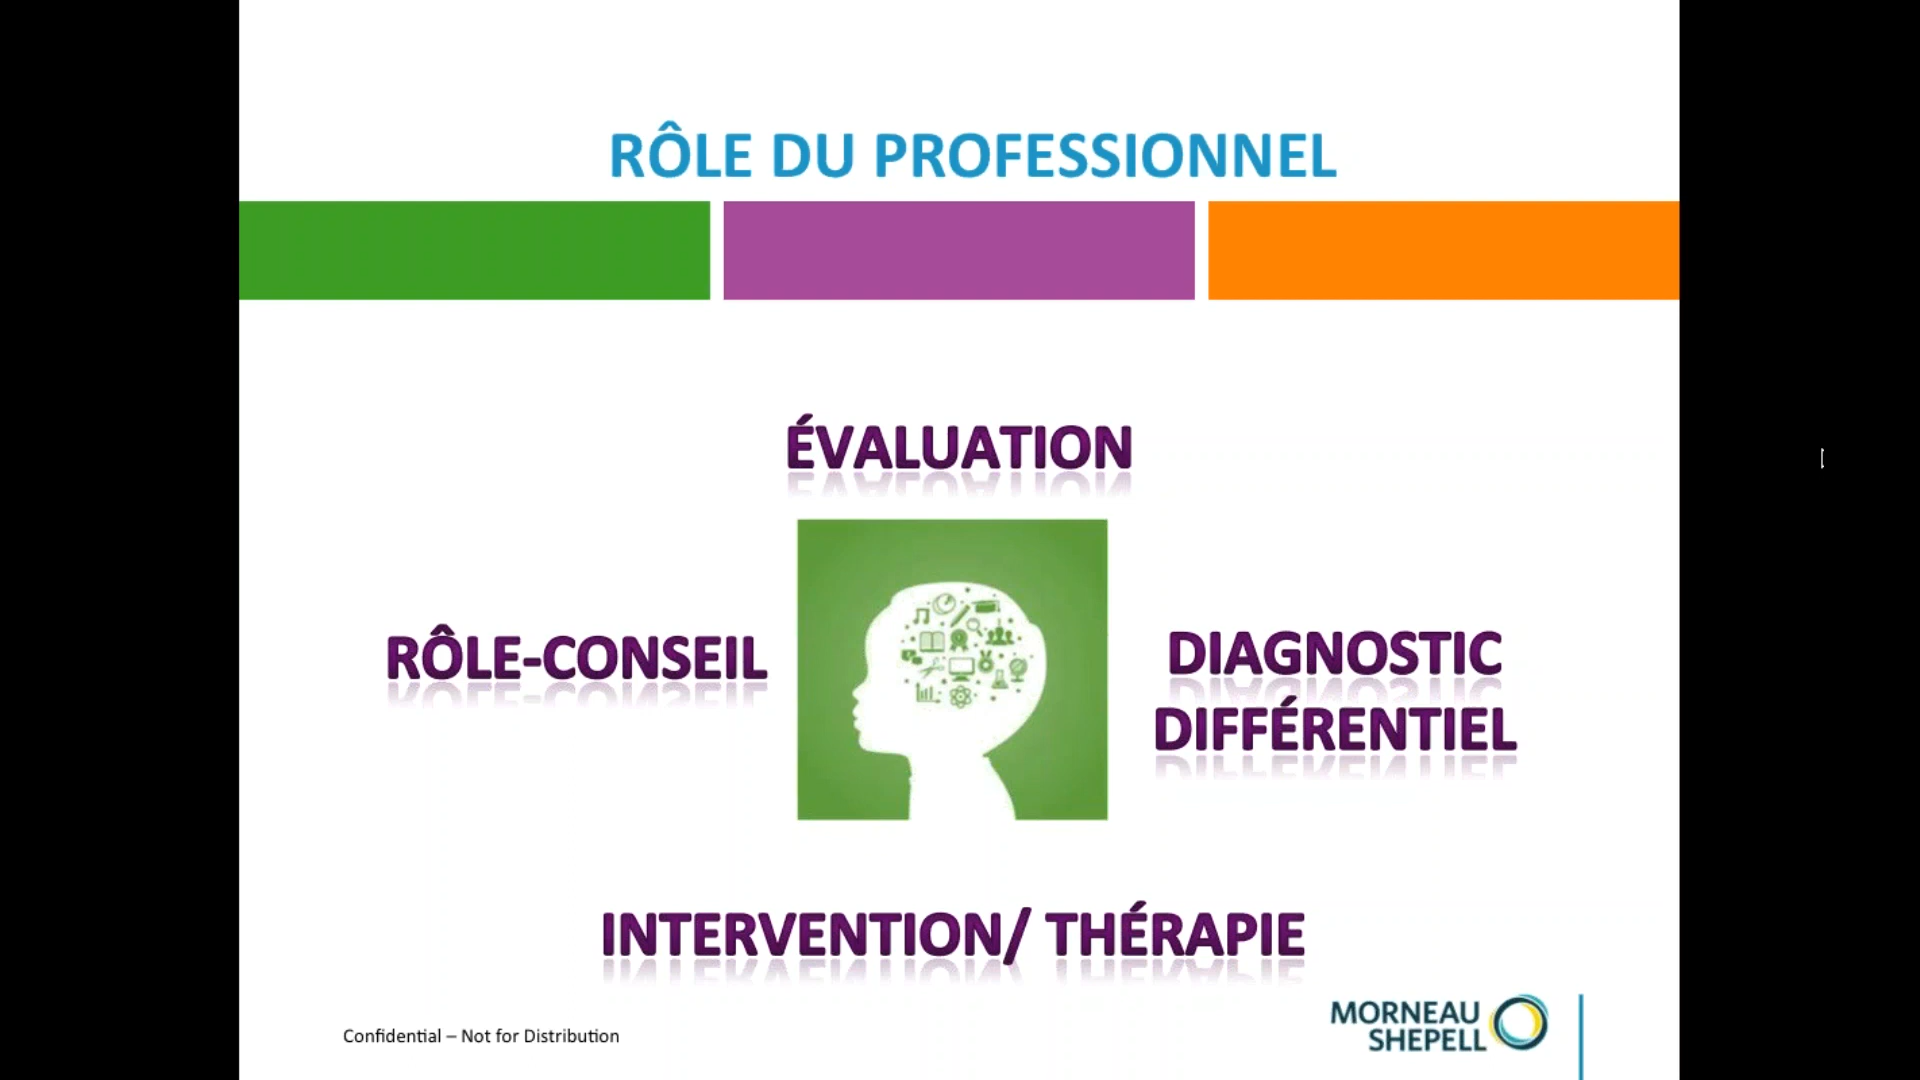 RÔLE DU PROFESSIONNEL
ÉVALUATION
RÔLE-CONSEIL
DIAGNOSTIC
DIFFÉRENTIEL
INTERVENTION/ THÉRAPIE
Confidential – Not for Distribution
MORNEAU
SHEPELL